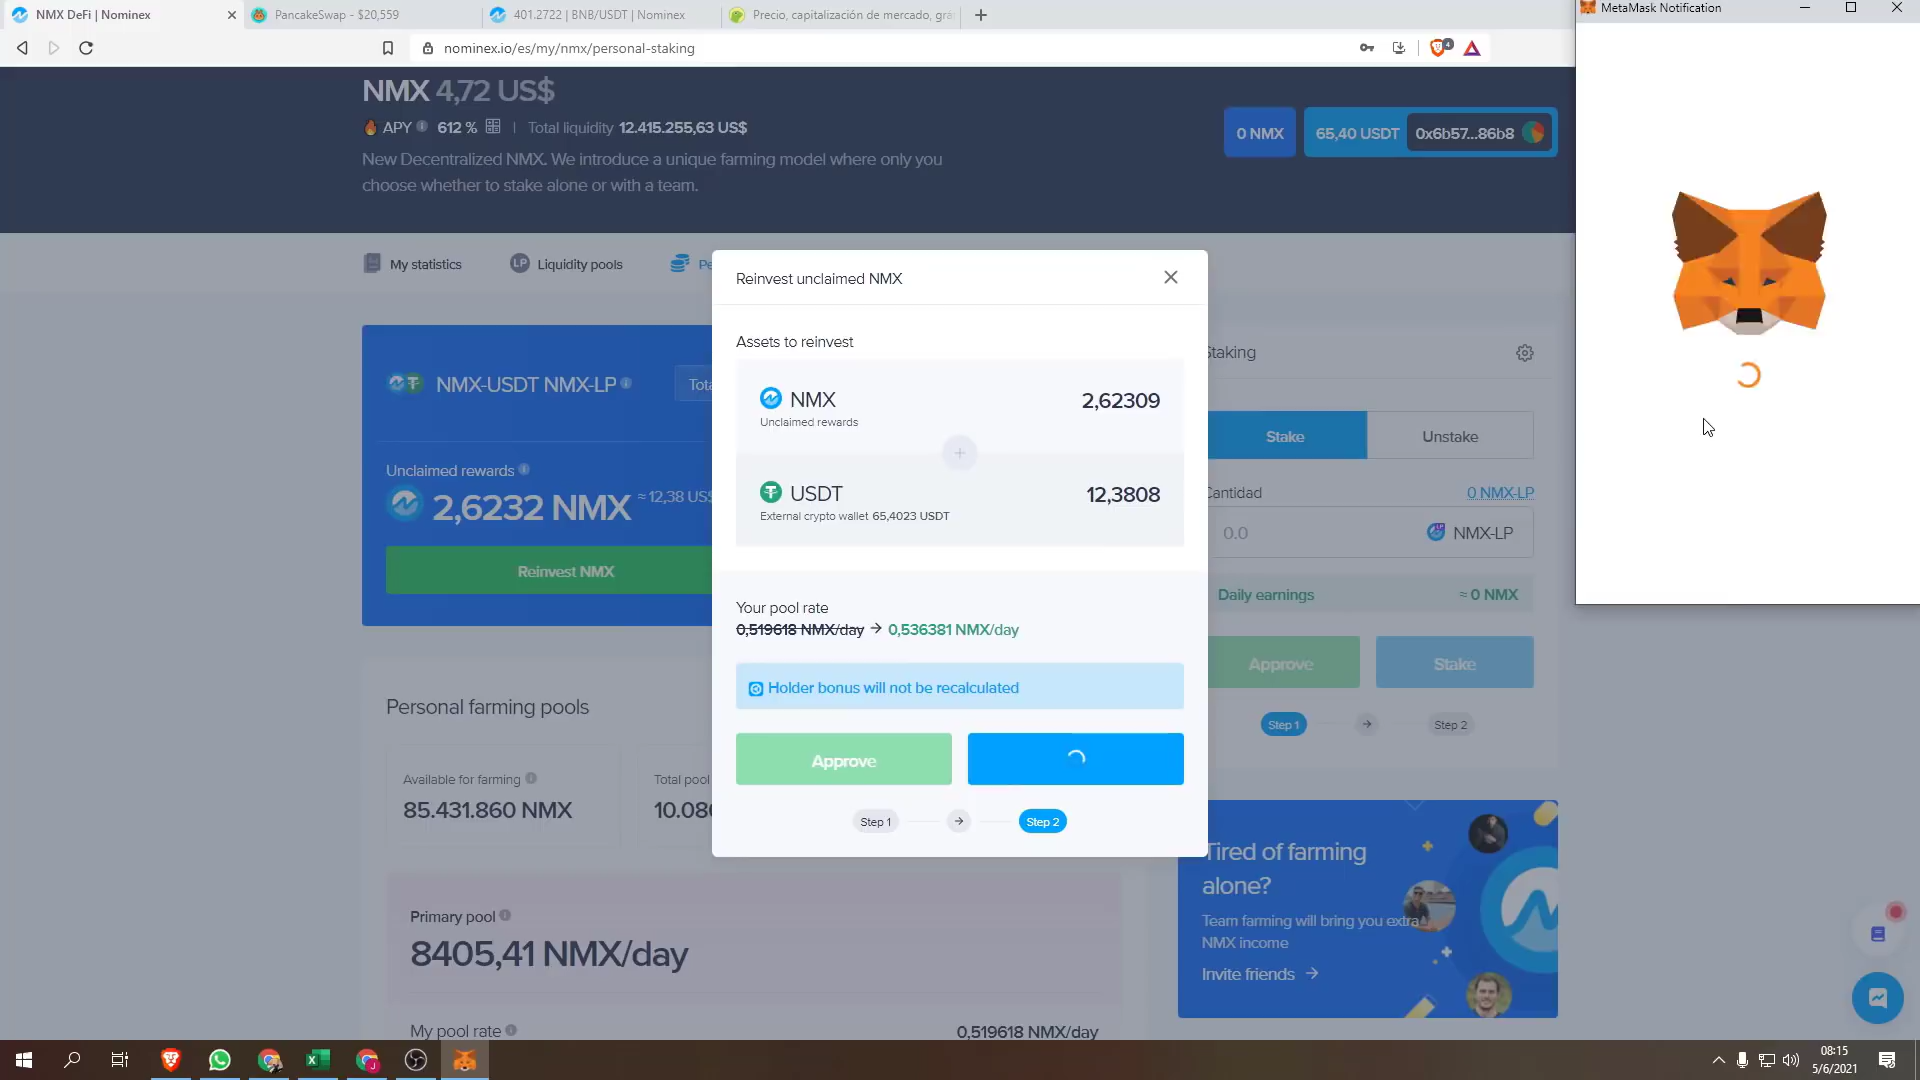 NMX DeFi | Nominex
PancakeSwap - $20,559
401.2722 | BNB/USDT | Nominex
Precio, capitalización de mercado, grá
nominex.io/es/my/nmx/personal-staking
4
MetaMask Notification
NMX 4,72 US$
APY 612 % | Total liquidity 12.415.255,63 US$
New Decentralized NMX. We introduce a unique farming model where only you
choose whether to stake alone or with a team.
0 NMX
65,40 USDT
0x6b57...86b8
My statistics
LP Liquidity pools
Pe
NMX-USDT NMX-LP
Tota
Unclaimed rewards
2,6232 NMX ≈ 12,38 US$
Reinvest NMX
Personal farming pools
Available for farming
85.431.860 NMX
Total pool
10.086
Primary pool
8405,41 NMX/day
My pool rate
0,519618 NMX/day
Reinvest unclaimed NMX
Assets to reinvest
NMX
2,62309
Unclaimed rewards
+
USDT
12,3808
External crypto wallet 65,4023 USDT
Your pool rate
0,519618 NMX/day → 0,536381 NMX/day
Holder bonus will not be recalculated
Approve
Step 1 → Step 2
Staking
Stake
Unstake
Cantidad
0 NMX-LP
0.0
NMX-LP
Daily earnings
≈ 0 NMX
Approve
Stake
Step 1 → Step 2
Tired of farming
alone?
Team farming will bring you extra
NMX income
Invite friends →
08:15
5/6/2021